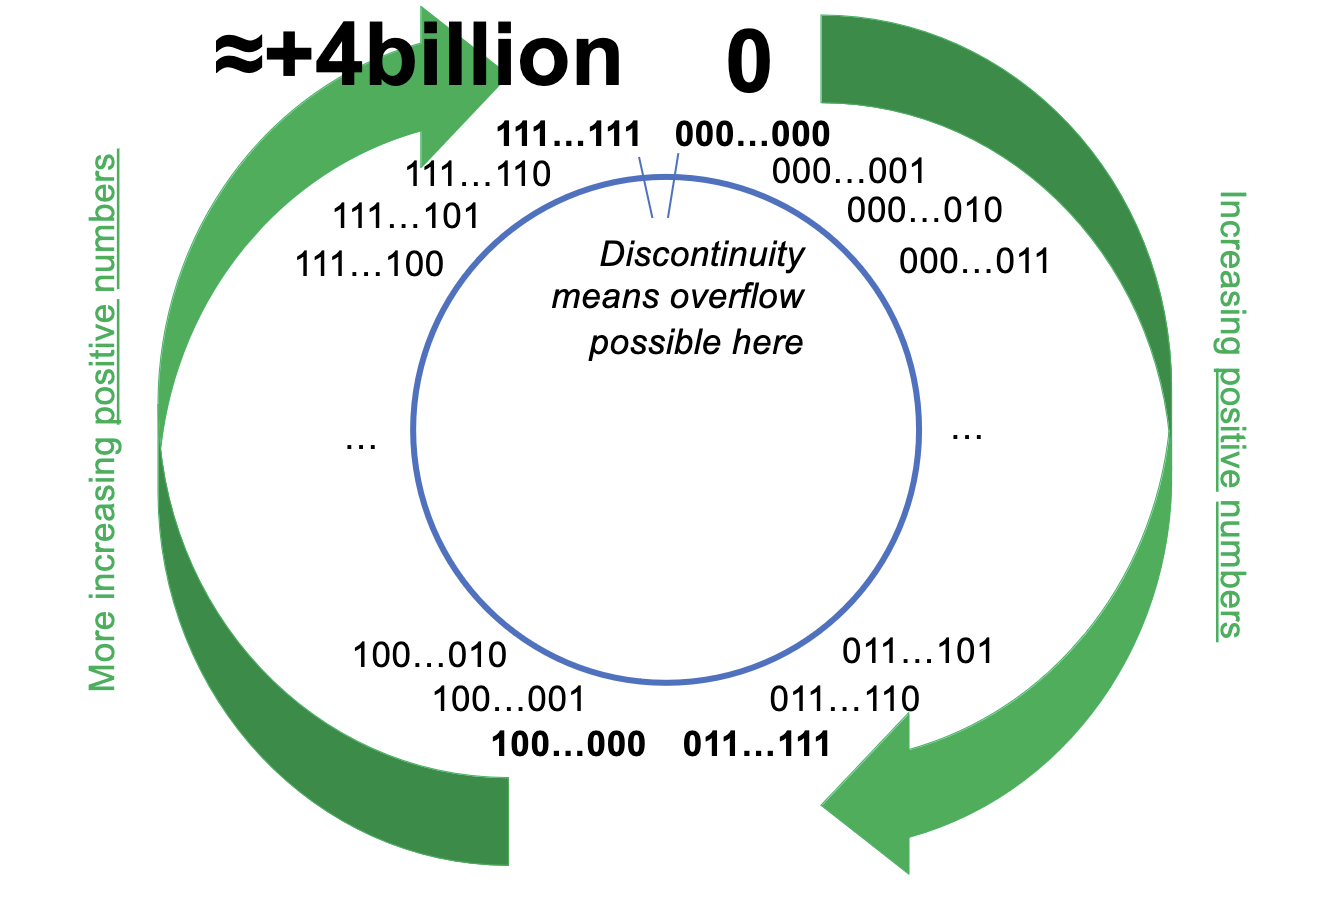 ≈+4billion 0
111…111 000…000
111…110 000…001
111…101 000…010
111…100 000…011
Discontinuity
means overflow
possible here
More increasing positive numbers
Increasing positive numbers
… …
100…010 011…101
100…001 011…110
100…000 011…111